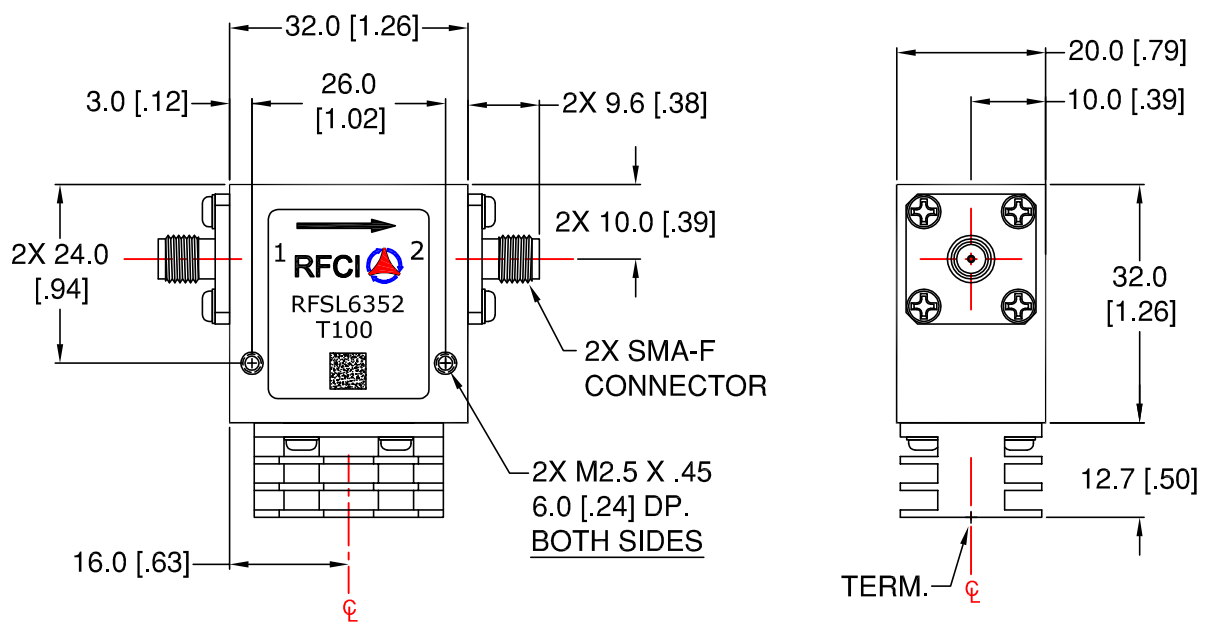 32.0 [1.26]
3.0 [.12]
26.0
[1.02]
2X 9.6 [.38]
2X 10.0 [.39]
2X 24.0
[.94]
1
2
RFCI
RFSL6352
T100
2X SMA-F
CONNECTOR
2X M2.5 X .45
6.0 [.24] DP.
BOTH SIDES
16.0 [.63]
℄
20.0 [.79]
10.0 [.39]
32.0
[1.26]
12.7 [.50]
TERM.
℄